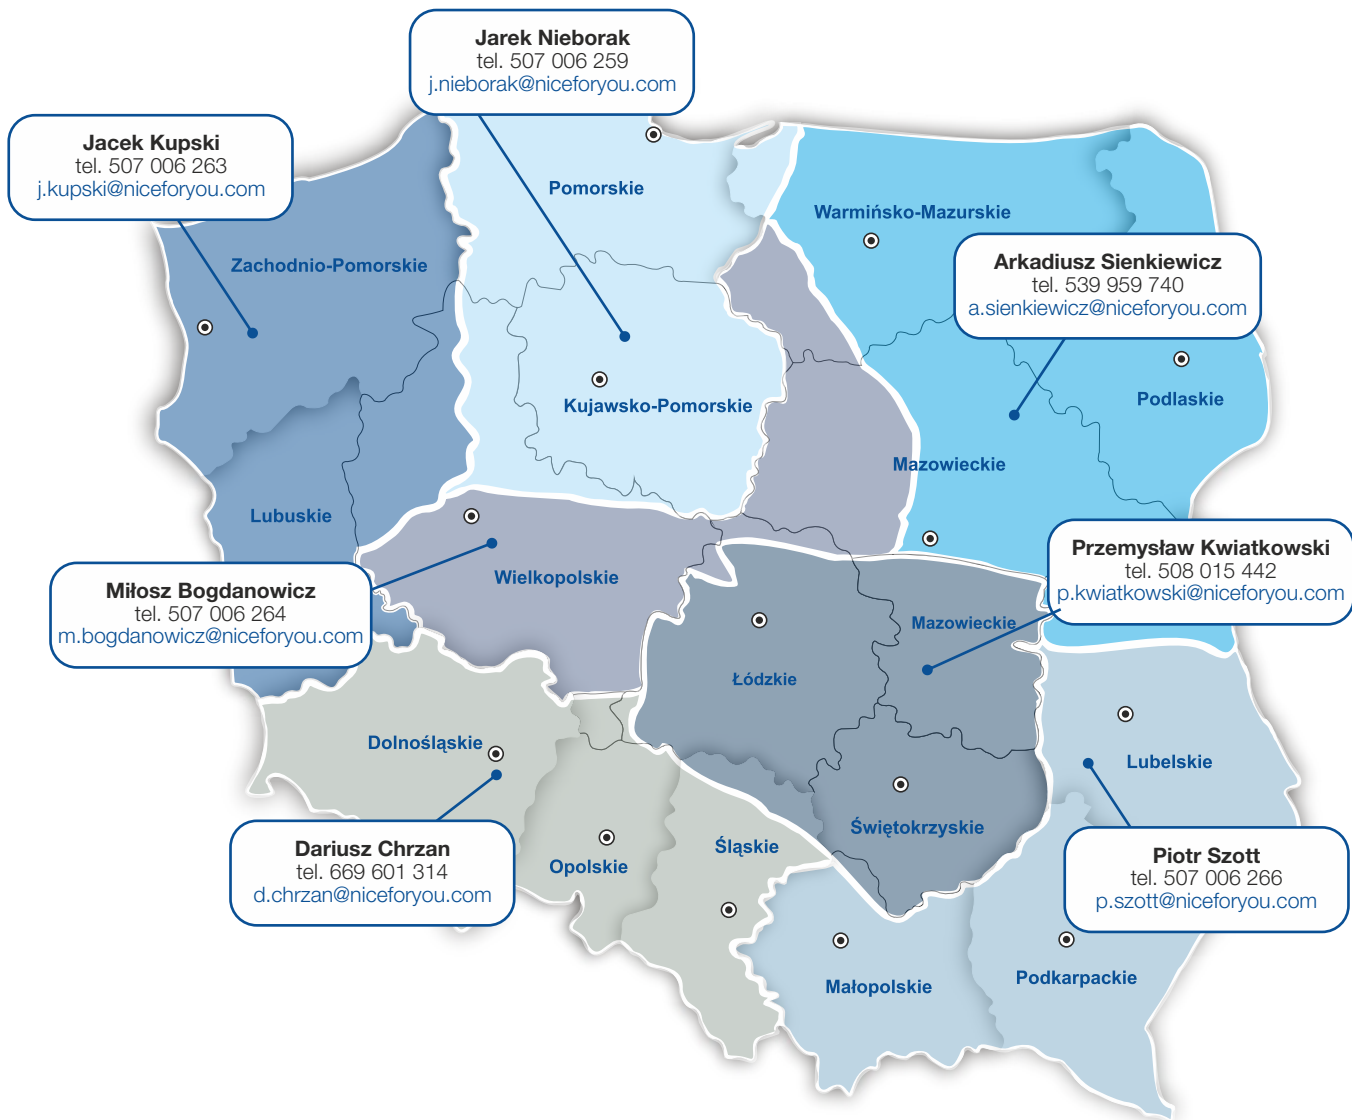 Jarek Nieborak
tel. 507 006 259
j.nieborak@niceforyou.com
Jacek Kupski
tel. 507 006 263
j.kupski@niceforyou.com
Pomorskie
Warmińsko-Mazurskie
Zachodnio-Pomorskie
Arkadiusz Sienkiewicz
tel. 539 959 740
a.sienkiewicz@niceforyou.com
Kujawsko-Pomorskie
Podlaskie
Mazowieckie
Lubuskie
Przemysław Kwiatkowski
tel. 508 015 442
p.kwiatkowski@niceforyou.com
Wielkopolskie
Miłosz Bogdanowicz
tel. 507 006 264
m.bogdanowicz@niceforyou.com
Mazowieckie
Łódzkie
Dolnośląskie
Lubelskie
Dariusz Chrzan
tel. 669 601 314
d.chrzan@niceforyou.com
Opolskie
Śląskie
Świętokrzyskie
Piotr Szott
tel. 507 006 266
p.szott@niceforyou.com
Małopolskie
Podkarpackie